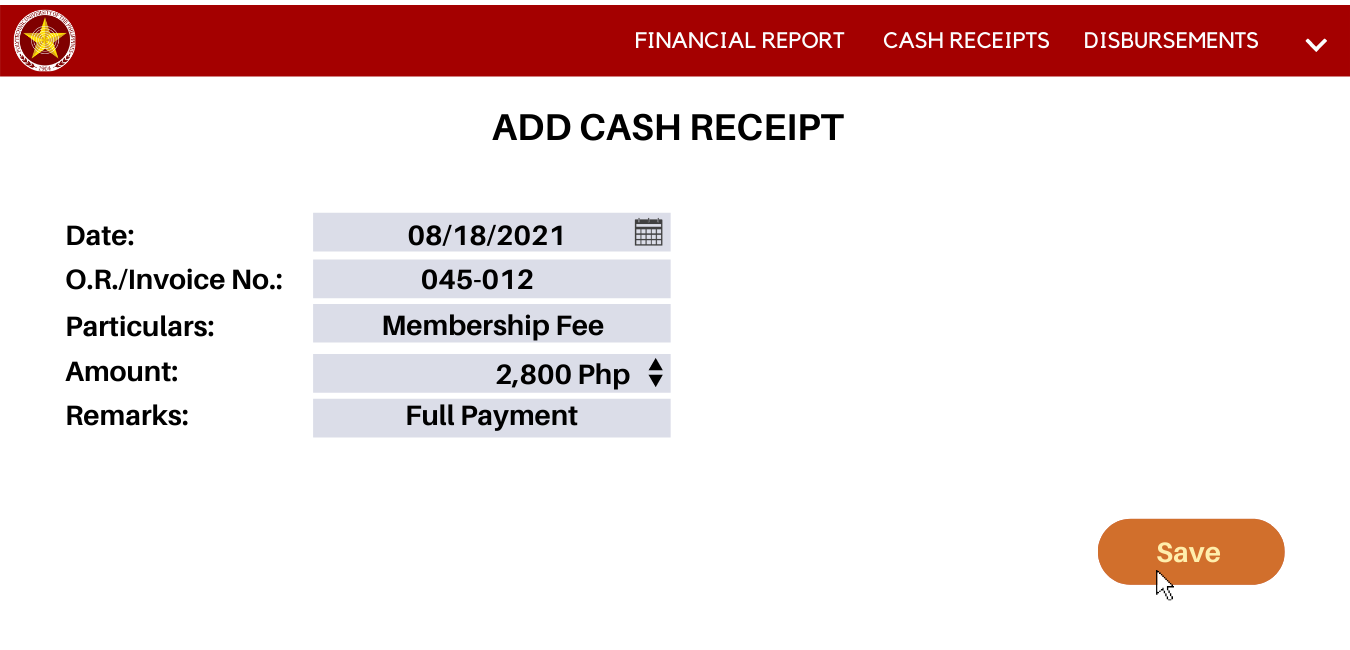 FINANCIAL REPORT CASH RECEIPTS DISBURSEMENTS
ADD CASH RECEIPT
Date: 08/18/2021
O.R./Invoice No.: 045-012
Particulars: Membership Fee
Amount: 2,800 Php
Remarks: Full Payment
Save